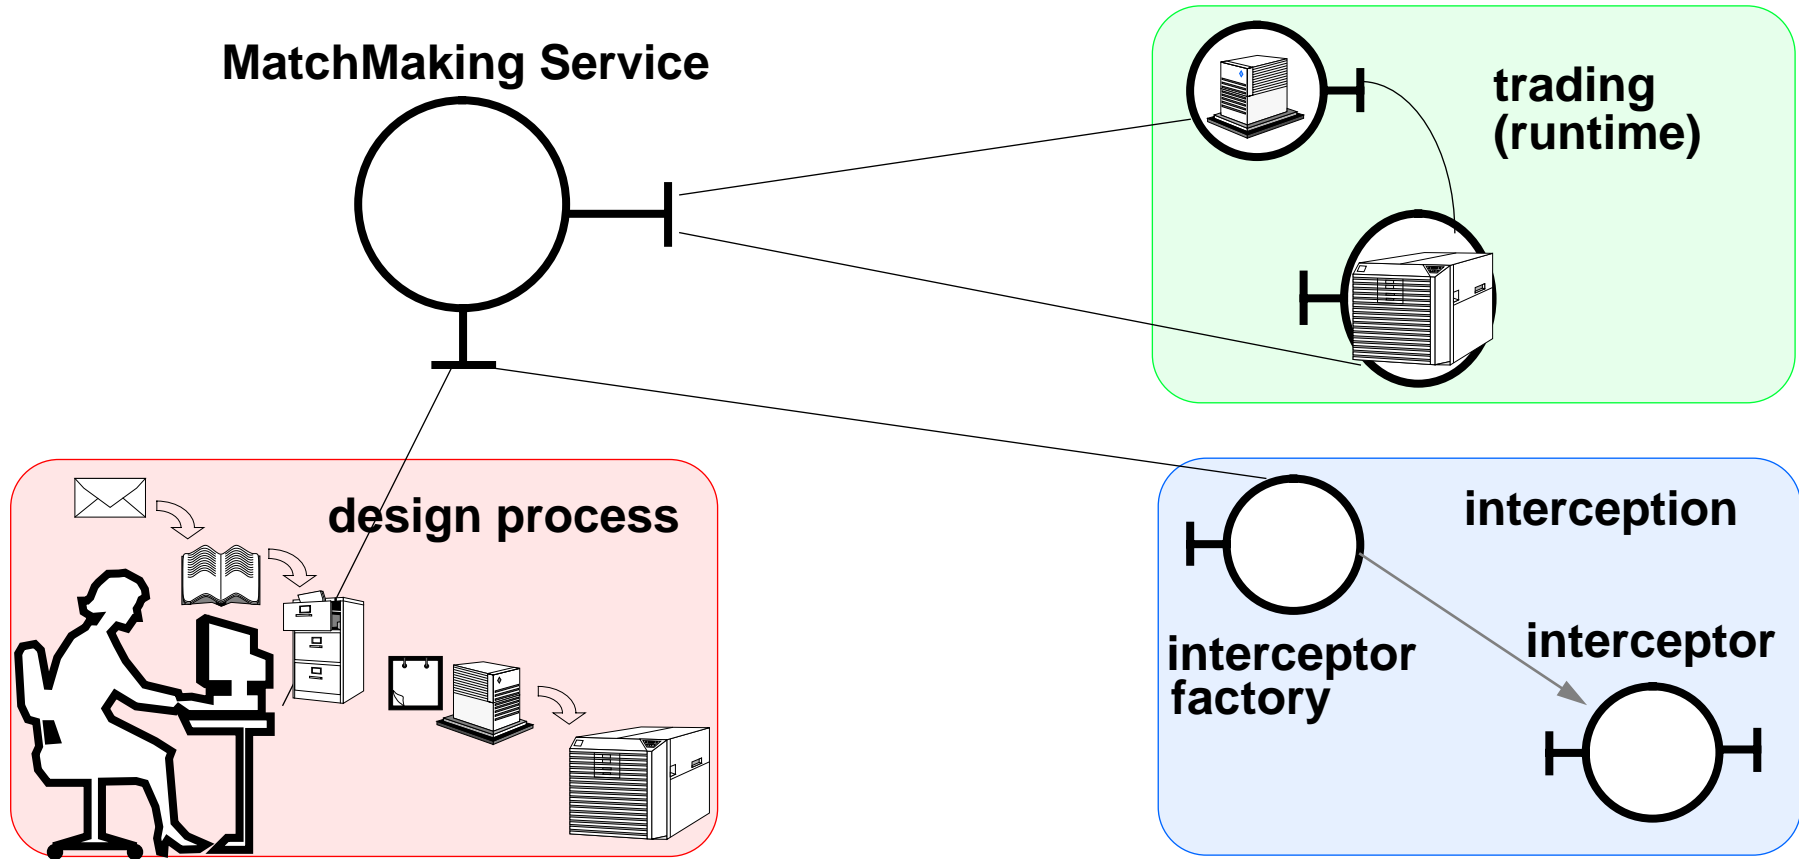 MatchMaking Service
trading
(runtime)
design process
interception
interceptor
factory
interceptor